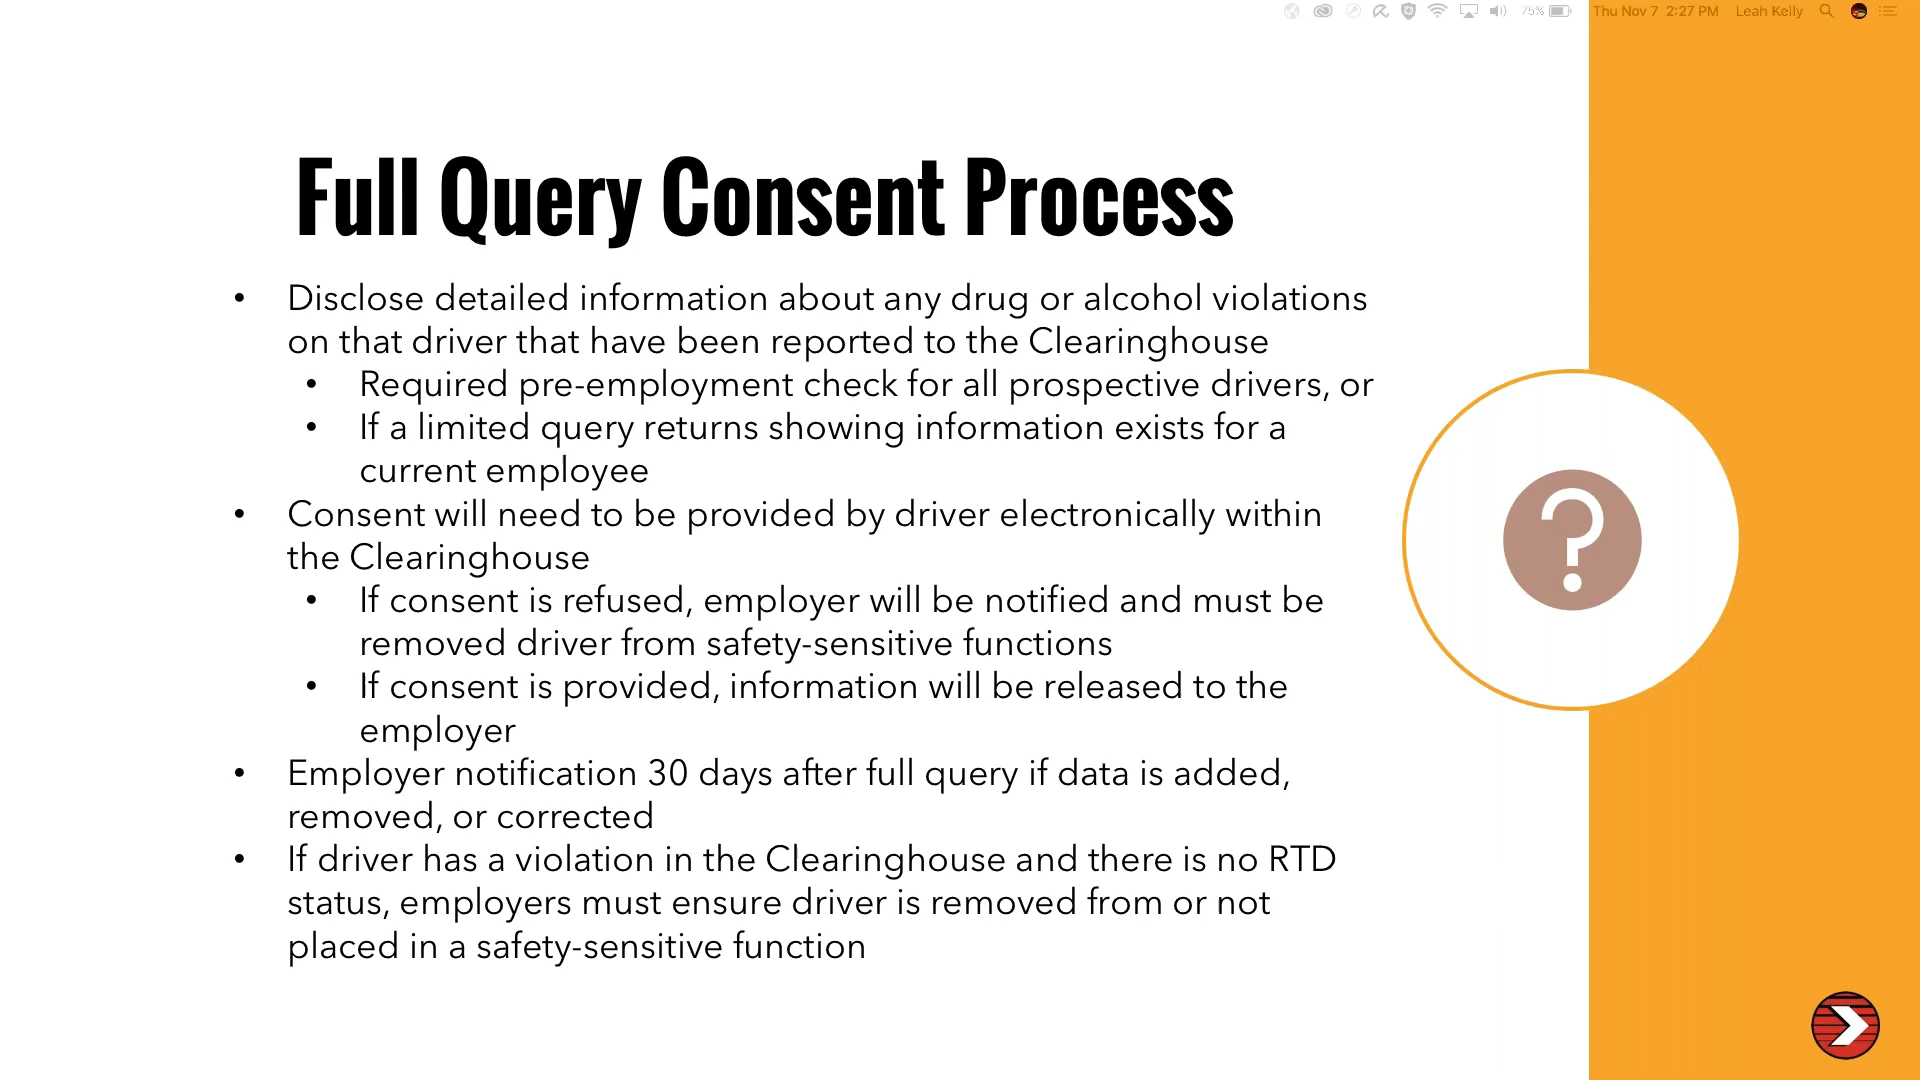 75% Thu Nov 7 2:27 PM Leah Kelly
Full Query Consent Process
• Disclose detailed information about any drug or alcohol violations
on that driver that have been reported to the Clearinghouse
• Required pre-employment check for all prospective drivers, or
• If a limited query returns showing information exists for a
current employee
• Consent will need to be provided by driver electronically within
the Clearinghouse
• If consent is refused, employer will be notified and must be
removed driver from safety-sensitive functions
• If consent is provided, information will be released to the
employer
• Employer notification 30 days after full query if data is added,
removed, or corrected
• If driver has a violation in the Clearinghouse and there is no RTD
status, employers must ensure driver is removed from or not
placed in a safety-sensitive function
?